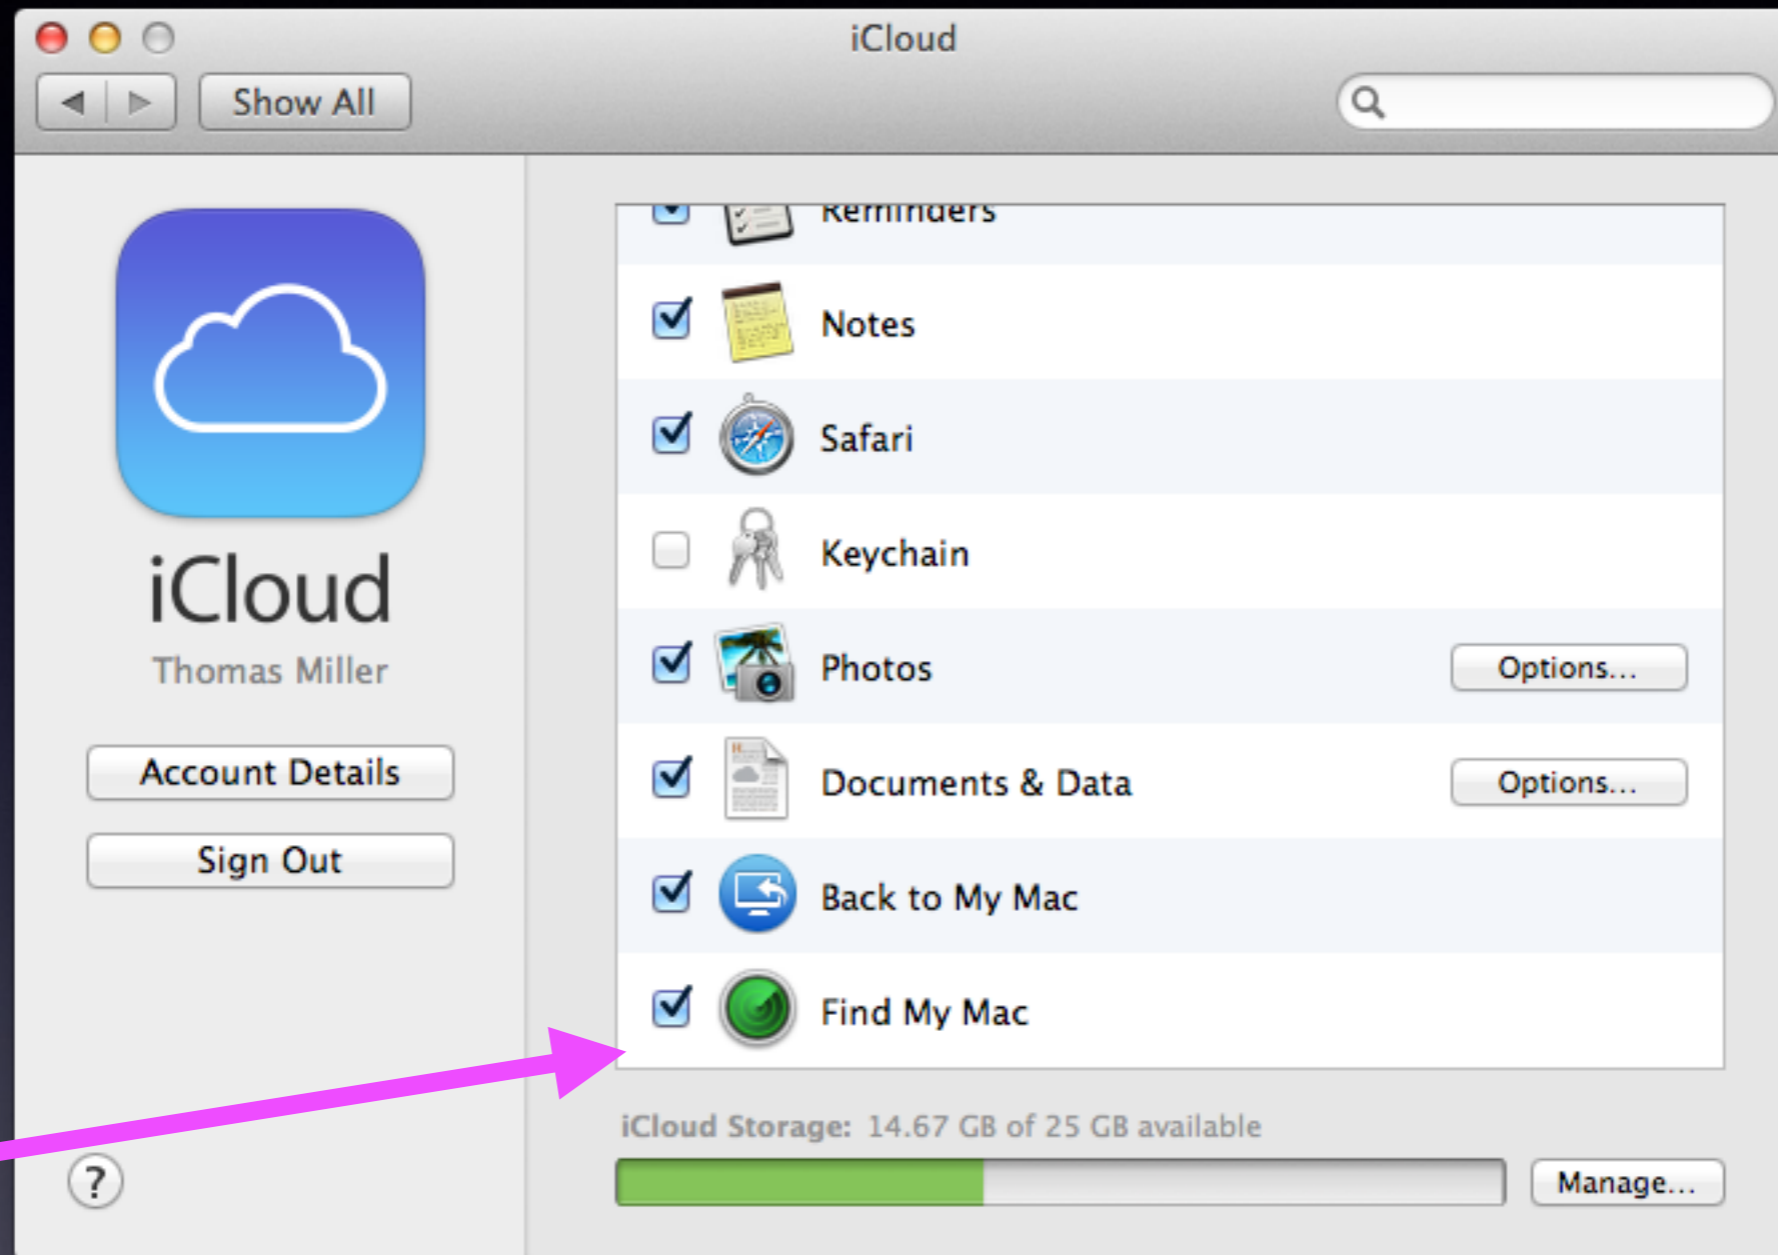 iCloud
Show All
iCloud
Thomas Miller
Account Details
Sign Out
?
Reminders
Notes
Safari
Keychain
Photos
Options...
Documents & Data
Options...
Back to My Mac
Find My Mac
iCloud Storage: 14.67 GB of 25 GB available
Manage...